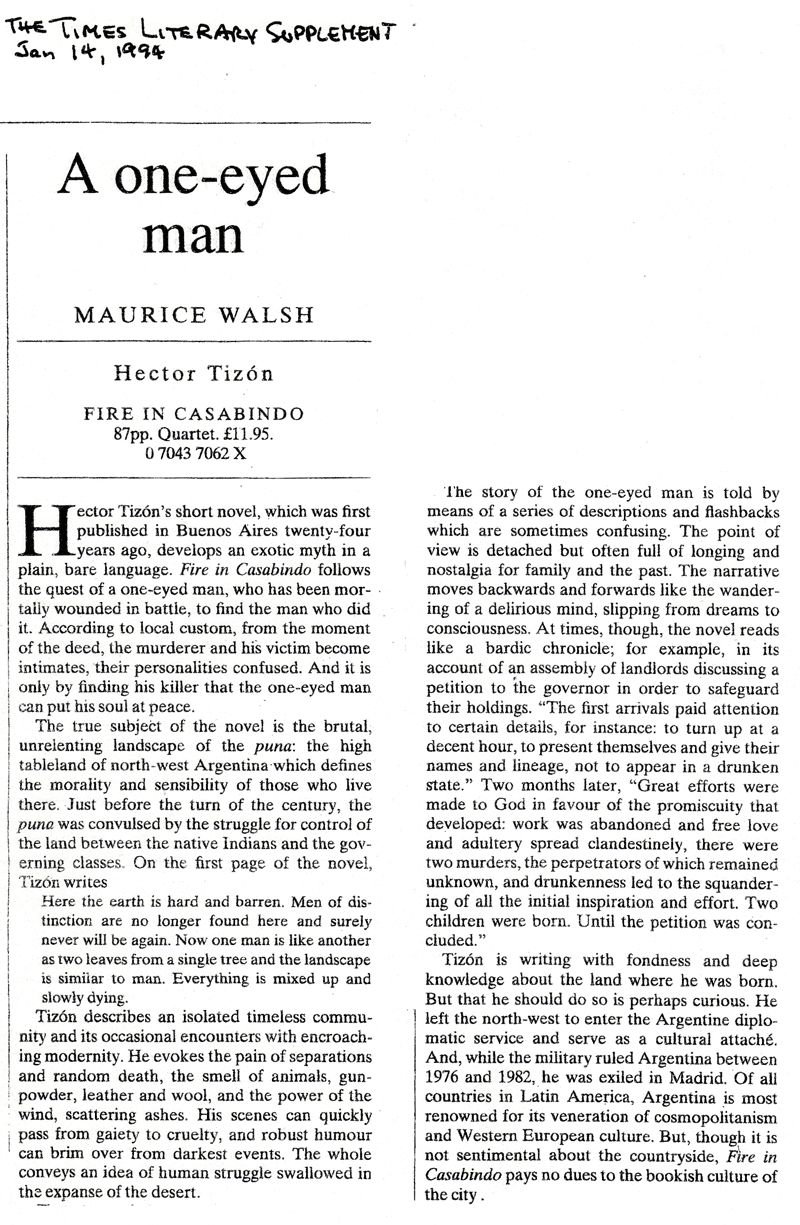 THE TIMES LITERARY SUPPLEMENT
Jan 14, 1994
A one-eyed
man
MAURICE WALSH
Hector Tizón
FIRE IN CASABINDO
87pp. Quartet. £11.95.
0 7043 7062 X
Hector Tizón's short novel, which was first
published in Buenos Aires twenty-four
years ago, develops an exotic myth in a
plain, bare language. Fire in Casabindo follows
the quest of a one-eyed man, who has been mor-
tally wounded in battle, to find the man who did
it. According to local custom, from the moment
of the deed, the murderer and his victim become
intimates, their personalities confused. And it is
only by finding his killer that the one-eyed man
can put his soul at peace.
The true subject of the novel is the brutal,
unrelenting landscape of the puna: the high
tableland of north-west Argentina which defines
the morality and sensibility of those who live
there. Just before the turn of the century, the
puna was convulsed by the struggle for control of
the land between the native Indians and the gov-
erning classes. On the first page of the novel,
Tizón writes
Here the earth is hard and barren. Men of dis-
tinction are no longer found here and surely
never will be again. Now one man is like another
as two leaves from a single tree and the landscape
is similar to man. Everything is mixed up and
slowly dying.
Tizón describes an isolated timeless commu-
nity and its occasional encounters with encroach-
ing modernity. He evokes the pain of separations
and random death, the smell of animals, gun-
powder, leather and wool, and the power of the
wind, scattering ashes. His scenes can quickly
pass from gaiety to cruelty, and robust humour
can brim over from darkest events. The whole
conveys an idea of human struggle swallowed in
the expanse of the desert.
The story of the one-eyed man is told by
means of a series of descriptions and flashbacks
which are sometimes confusing. The point of
view is detached but often full of longing and
nostalgia for family and the past. The narrative
moves backwards and forwards like the wander-
ing of a delirious mind, slipping from dreams to
consciousness. At times, though, the novel reads
like a bardic chronicle; for example, in its
account of an assembly of landlords discussing a
petition to the governor in order to safeguard
their holdings. "The first arrivals paid attention
to certain details, for instance: to turn up at a
decent hour, to present themselves and give their
names and lineage, not to appear in a drunken
state." Two months later, "Great efforts were
made to God in favour of the promiscuity that
developed: work was abandoned and free love
and adultery spread clandestinely, there were
two murders, the perpetrators of which remained
unknown, and drunkenness led to the squander-
ing of all the initial inspiration and effort. Two
children were born. Until the petition was con-
cluded."
Tizón is writing with fondness and deep
knowledge about the land where he was born.
But that he should do so is perhaps curious. He
left the north-west to enter the Argentine diplo-
matic service and serve as a cultural attaché.
And, while the military ruled Argentina between
1976 and 1982, he was exiled in Madrid. Of all
countries in Latin America, Argentina is most
renowned for its veneration of cosmopolitanism
and Western European culture. But, though it is
not sentimental about the countryside, Fire in
Casabindo pays no dues to the bookish culture of
the city.